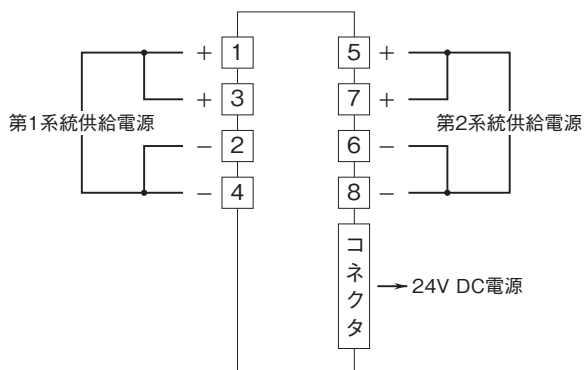 + 1 5 +
+ 3 7 +
第1系統供給電源 第2系統供給電源
− 2 6 −
− 4 8 −
コネクタ
24V DC電源